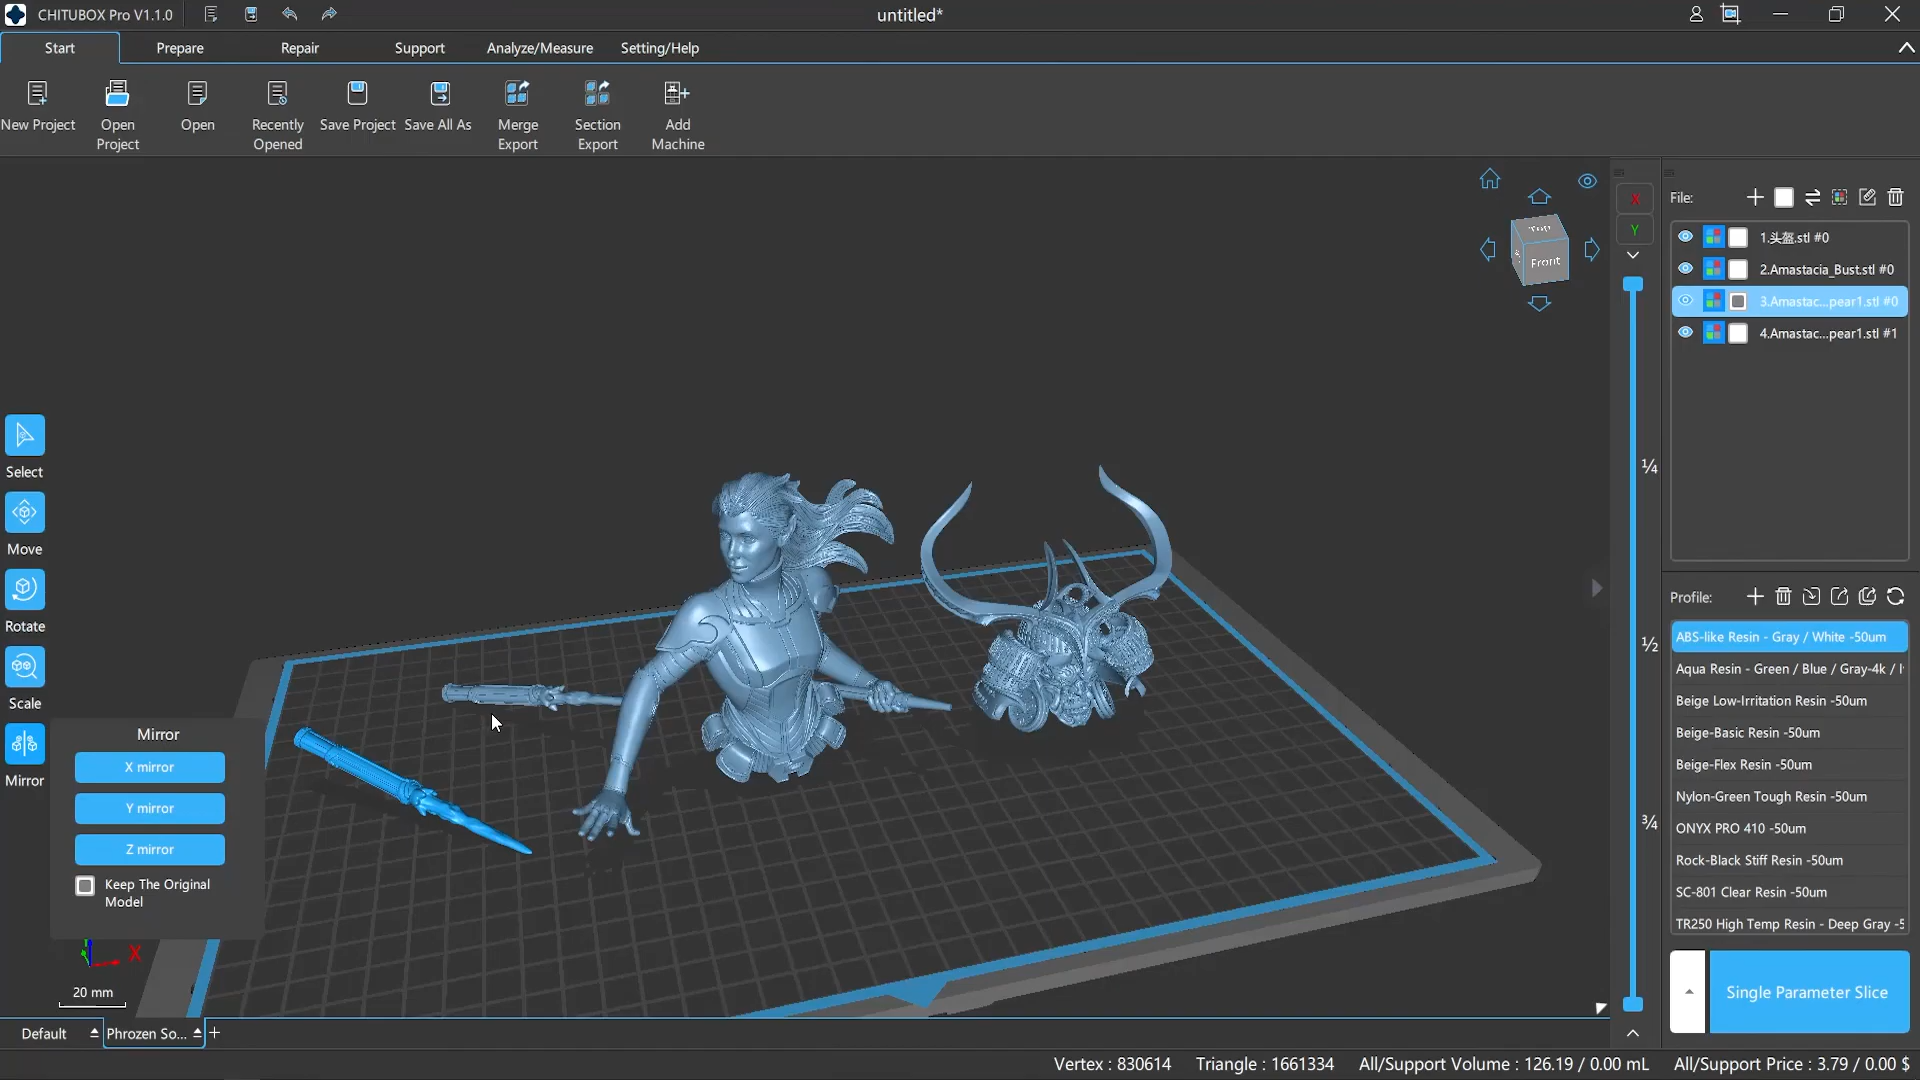 CHITUBOX Pro V1.1.0
untitled*
Start
Prepare
Repair
Support
Analyze/Measure
Setting/Help
New Project
Open
Project
Open
Recently
Opened
Save Project
Save All As
Merge
Export
Section
Export
Add
Machine
Top
Front
X
Y
¼
½
¾
File:
1.头盔.stl #0
2.Amastacia_Bust.stl #0
3.Amastac...pear1.stl #0
4.Amastac...pear1.stl #1
Select
Move
Rotate
Scale
Mirror
Mirror
X mirror
Y mirror
Z mirror
Keep The Original
Model
X
20 mm
Profile:
ABS-like Resin - Gray / White -50um
Aqua Resin - Green / Blue / Gray-4k / I
Beige Low-Irritation Resin -50um
Beige-Basic Resin -50um
Beige-Flex Resin -50um
Nylon-Green Tough Resin -50um
ONYX PRO 410 -50um
Rock-Black Stiff Resin -50um
SC-801 Clear Resin -50um
TR250 High Temp Resin - Deep Gray -5
Single Parameter Slice
Default
Phrozen So...
Vertex : 830614
Triangle : 1661334
All/Support Volume : 126.19 / 0.00 mL
All/Support Price : 3.79 / 0.00 $